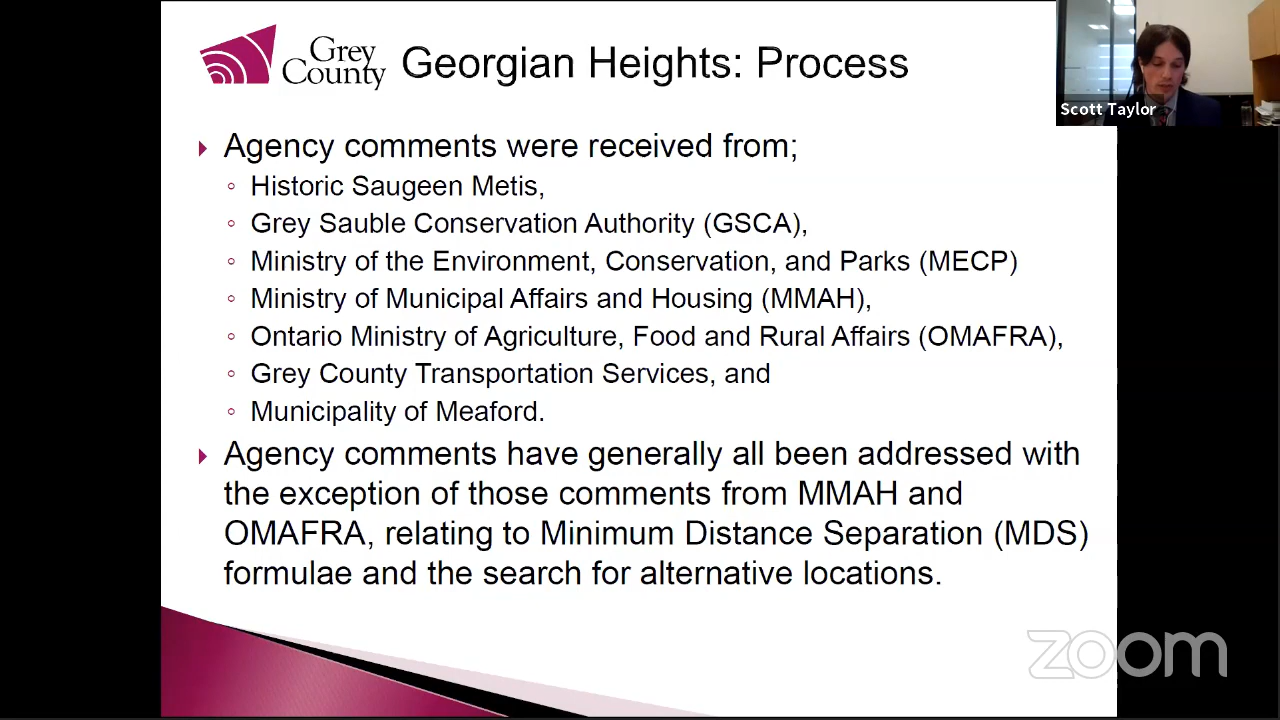 Grey
County
Georgian Heights: Process
Scott Taylor
Agency comments were received from;
Historic Saugeen Metis,
Grey Sauble Conservation Authority (GSCA),
Ministry of the Environment, Conservation, and Parks (MECP)
Ministry of Municipal Affairs and Housing (MMAH),
Ontario Ministry of Agriculture, Food and Rural Affairs (OMAFRA),
Grey County Transportation Services, and
Municipality of Meaford.
Agency comments have generally all been addressed with
the exception of those comments from MMAH and
OMAFRA, relating to Minimum Distance Separation (MDS)
formulae and the search for alternative locations.
zoom